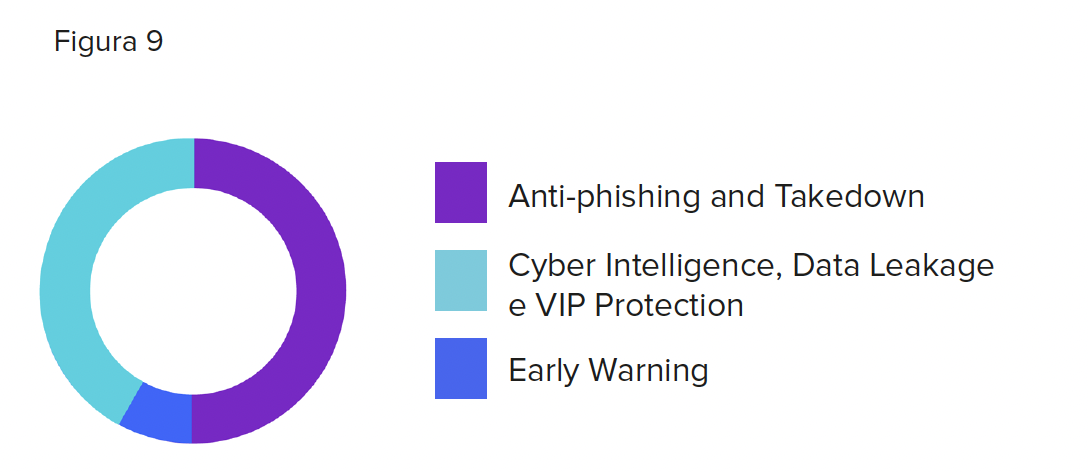 Figura 9
Anti-phishing and Takedown
Cyber Intelligence, Data Leakage
e VIP Protection
Early Warning